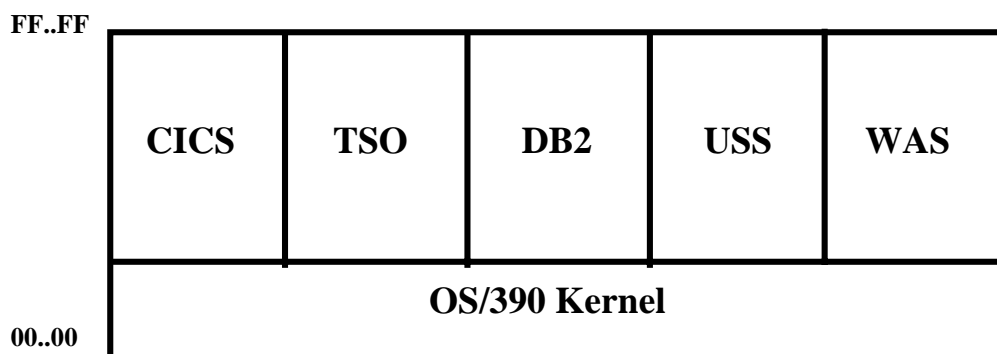 FF..FF
CICS TSO DB2 USS WAS
OS/390 Kernel
00..00